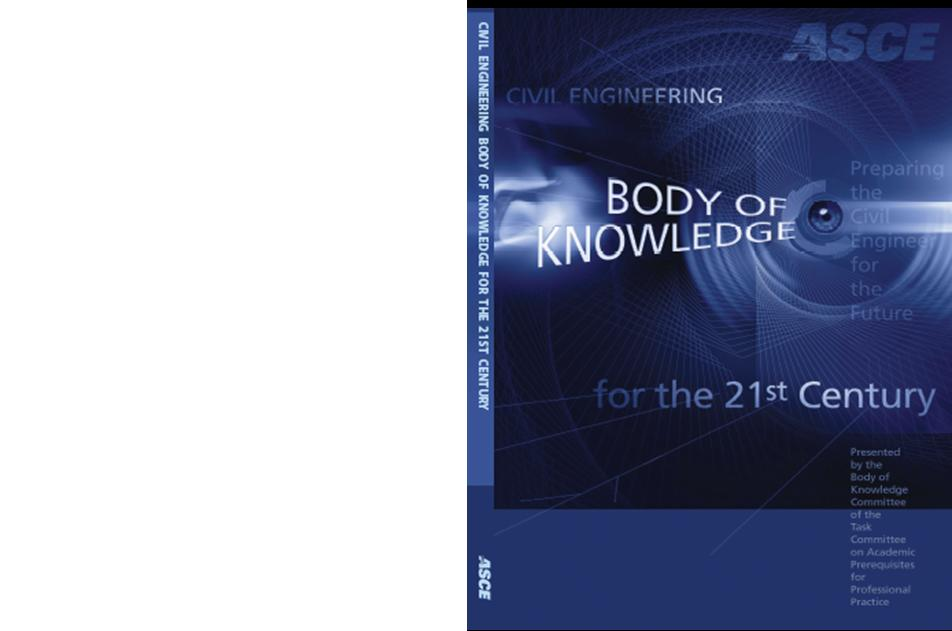 CIVIL ENGINEERING BODY OF KNOWLEDGE FOR THE 21ST CENTURY
ASCE
ASCE
CIVIL ENGINEERING
BODY OF
KNOWLEDGE
Preparing
the
Civil
Engineer
for
the
Future
for the 21st Century
Presented
by the
Body of
Knowledge
Committee
of the
Task
Committee
on Academic
Prerequisites
for
Professional
Practice